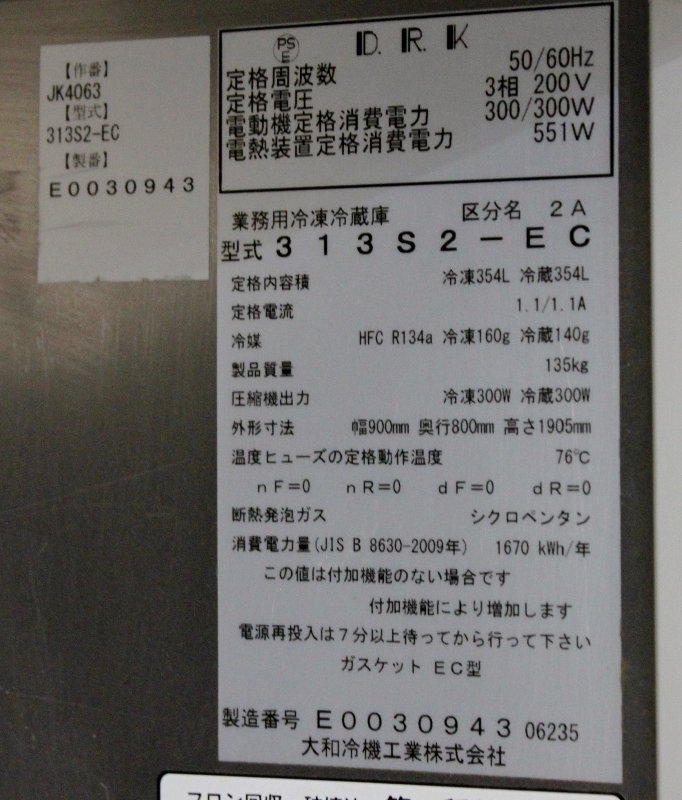 【作番】
JK4063
【型式】
313S2-EC
【製番】
E0030943
PS
E
D.R.K
定格周波数 50/60Hz
定格電圧 3相 200V
電動機定格消費電力 300/300W
電熱装置定格消費電力 551W
業務用冷凍冷蔵庫 区分名 2A
型式 313S2-EC
定格内容積 冷凍354L 冷蔵354L
定格電流 1.1/1.1A
冷媒 HFC R134a 冷凍160g 冷蔵140g
製品質量 135kg
圧縮機出力 冷凍300W 冷蔵300W
外形寸法 幅900mm 奥行800mm 高さ1905mm
温度ヒューズの定格動作温度 76℃
nF=0 nR=0 dF=0 dR=0
断熱発泡ガス シクロペンタン
消費電力量(JIS B 8630-2009年) 1670 kWh/年
この値は付加機能のない場合です
付加機能により増加します
電源再投入は7分以上待ってから行って下さい
ガスケット EC型
製造番号 E0030943 06235
大和冷機工業株式会社
フロン回収